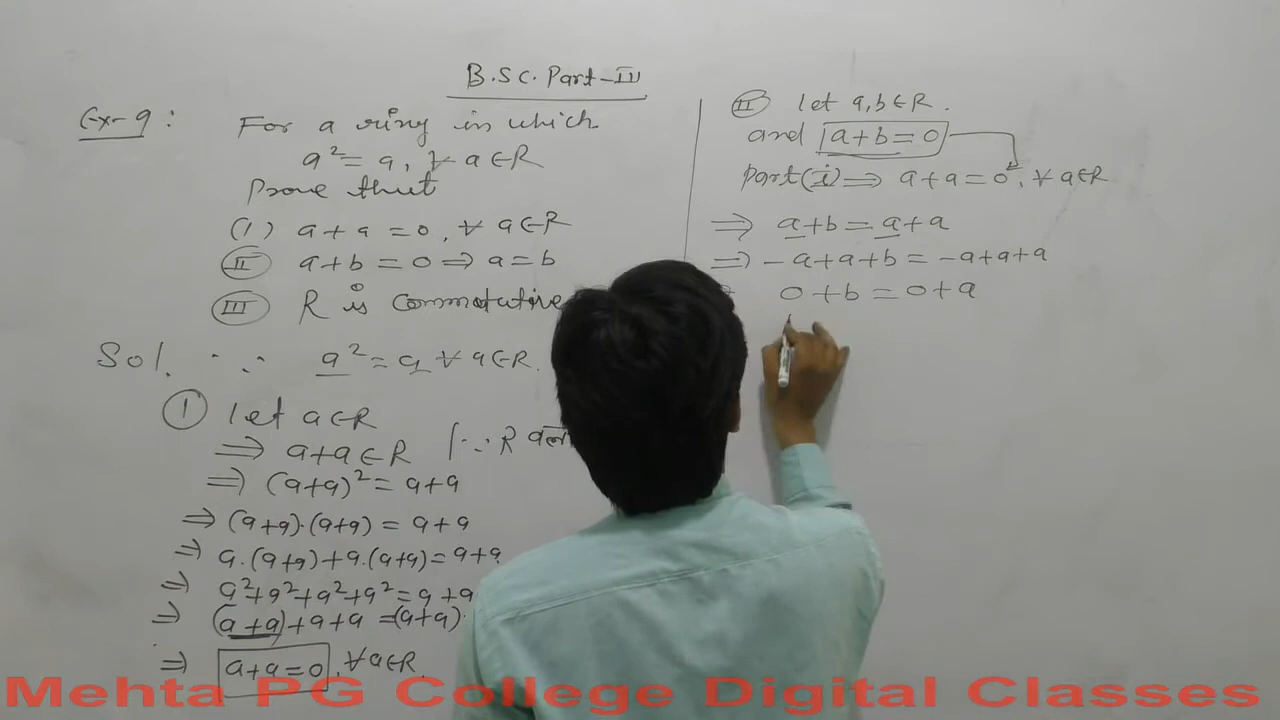 B.SC. Part-III
Ex-9: For a ring in which
a² = a, ∀ a∈R
Prove that
(1) a + a = 0, ∀ a∈R
(II) a + b = 0 ⇒ a = b
(III) R is Commutative
Sol. ∵ a² = a ∀ a∈R.
(1) let a∈R
⇒ a+a∈R [∵ R
⇒ (a+a)² = a+a
⇒ (a+a)·(a+a) = a+a
⇒ a·(a+a)+a·(a+a) = a+a
⇒ a²+a²+a²+a² = a+a
⇒ (a+a)+a+a = (a+a)
⇒ a+a=0, ∀a∈R.
(II) let a,b∈R.
and a+b=0
Part(i) ⇒ a+a=0, ∀ a∈R
⇒ a+b = a+a
⇒ -a+a+b = -a+a+a
0+b = 0+a
Mehta PG College Digital Classes